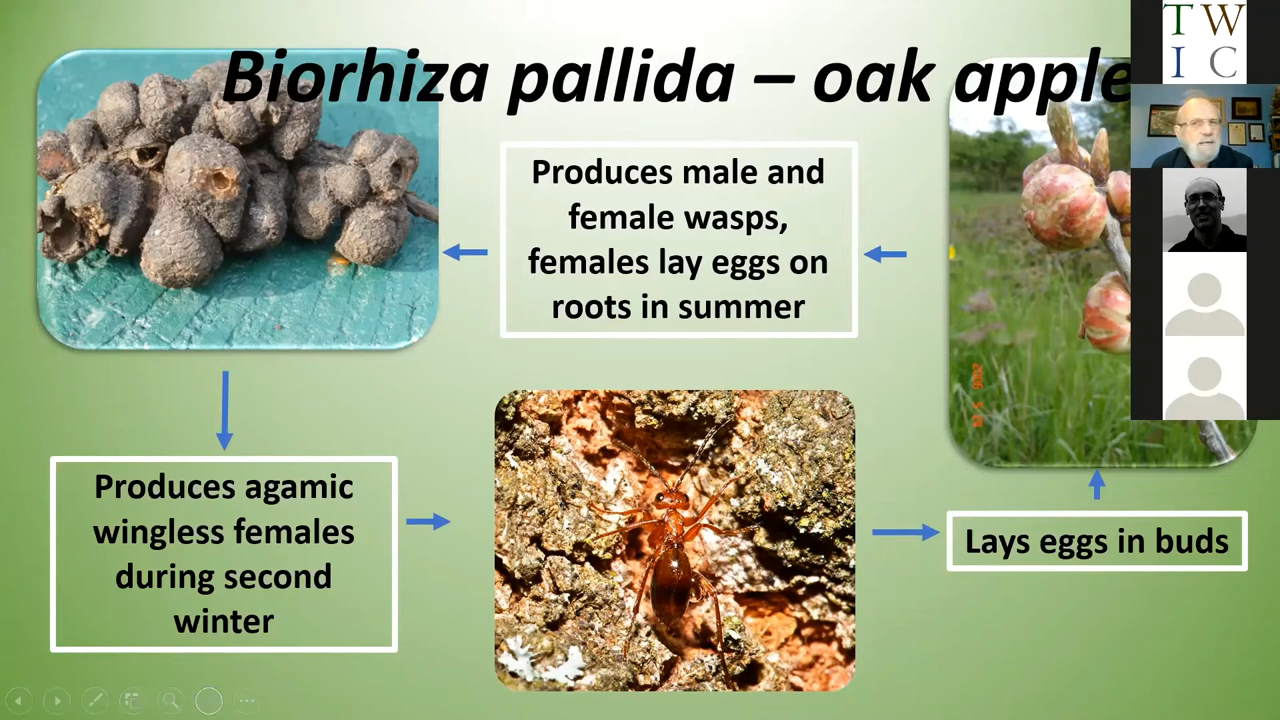 Biorhiza pallida – oak apple
T W
I C
Produces male and
female wasps,
females lay eggs on
roots in summer
Produces agamic
wingless females
during second
winter
Lays eggs in buds